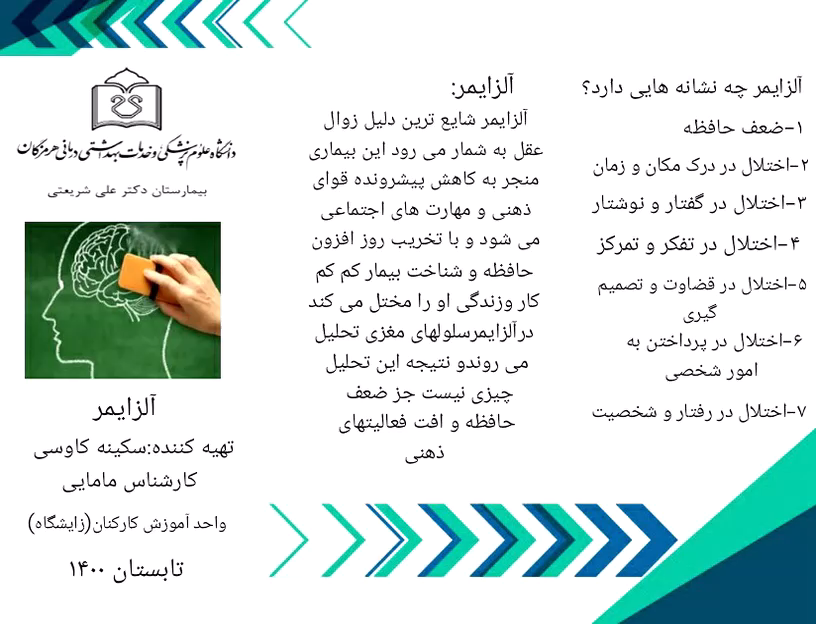 آلزایمر چه نشانه هایی دارد؟
۱-ضعف حافظه
۲-اختلال در درک مکان و زمان
۳-اختلال در گفتار و نوشتار
۴-اختلال در تفکر و تمرکز
۵-اختلال در قضاوت و تصمیم
گیری
۶-اختلال در پرداختن به
امور شخصی
۷-اختلال در رفتار و شخصیت
آلزایمر:
آلزایمر شایع ترین دلیل زوال
عقل به شمار می رود این بیماری
منجر به کاهش پیشرونده قوای
ذهنی و مهارت های اجتماعی
می شود و با تخریب روز افزون
حافظه و شناخت بیمار کم کم
کار وزندگی او را مختل می کند
درآلزایمرسلولهای مغزی تحلیل
می روندو نتیجه این تحلیل
چیزی نیست جز ضعف
حافظه و افت فعالیتهای
ذهنی
دانشگاه علوم پزشکی و خدمات بهداشتی درمانی هرمزگان
بیمارستان دکتر علی شریعتی
آلزایمر
تهیه کننده:سکینه کاوسی
کارشناس مامایی
واحد آموزش کارکنان(زایشگاه)
تابستان ۱۴۰۰